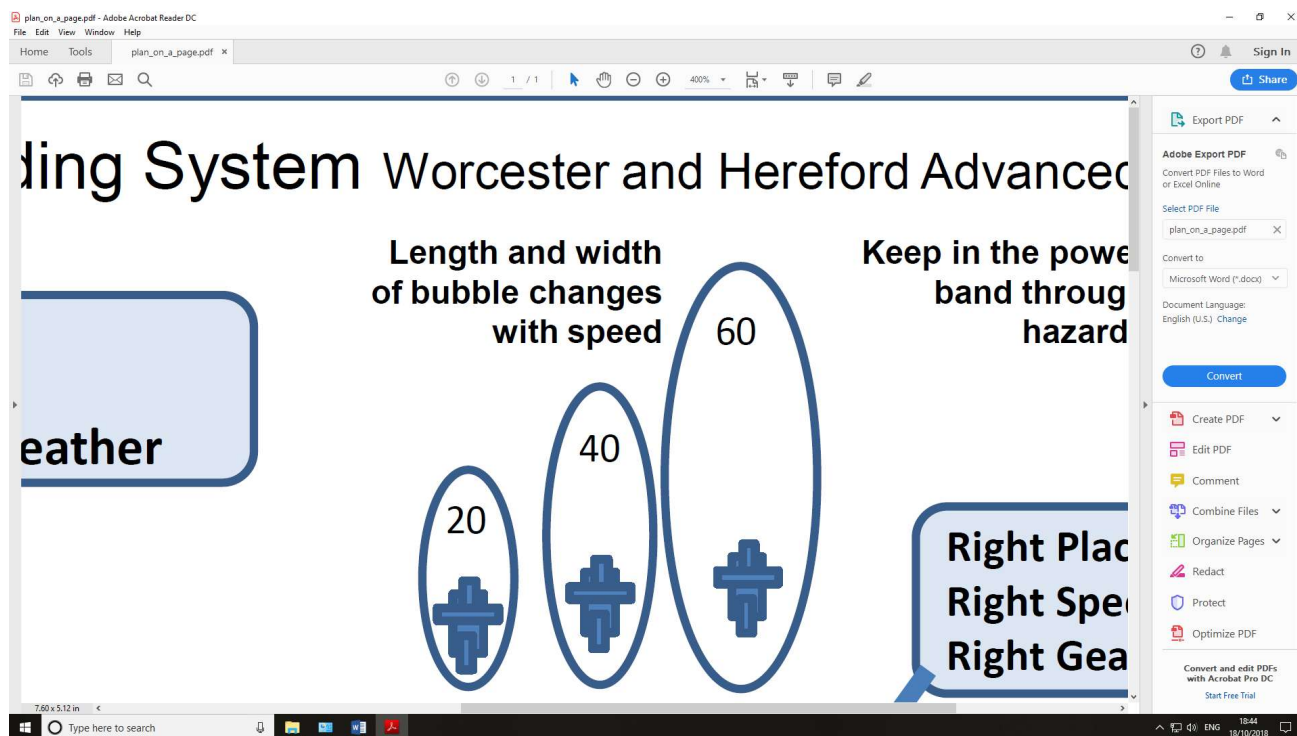 plan_on_a_page.pdf - Adobe Acrobat Reader DC
File Edit View Window Help
Home Tools plan_on_a_page.pdf × Sign In
1 / 1 400% Share
ding System Worcester and Hereford Advanced
Length and width
of bubble changes
with speed
Keep in the powe
band throug
hazard
60
40
20
eather
Right Plac
Right Spe
Right Gea
7.60 x 5.12 in
Export PDF
Adobe Export PDF
Convert PDF Files to Word
or Excel Online
Select PDF File
plan_on_a_page.pdf
Convert to
Microsoft Word (*.docx)
Document Language:
English (U.S.) Change
Convert
Create PDF
Edit PDF
Comment
Combine Files
Organize Pages
Redact
Protect
Optimize PDF
Convert and edit PDFs
with Acrobat Pro DC
Start Free Trial
Type here to search
ENG
18:44
18/10/2018